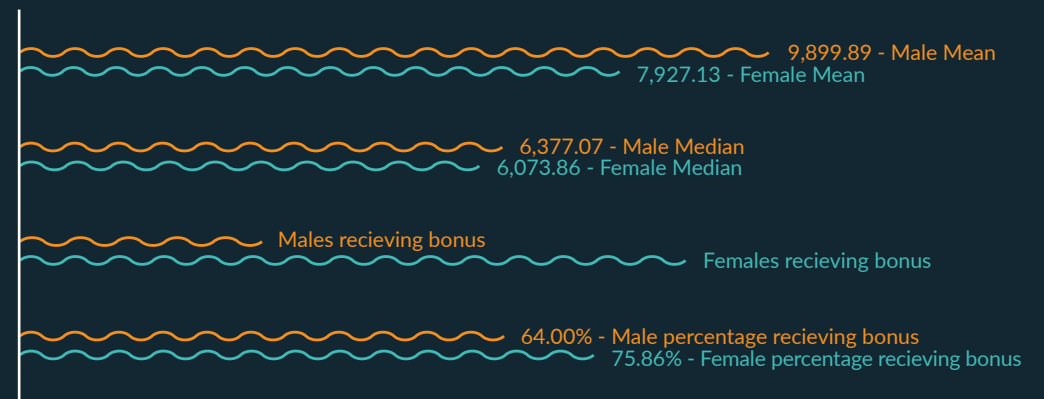 9,899.89 - Male Mean
7,927.13 - Female Mean
6,377.07 - Male Median
6,073.86 - Female Median
Males recieving bonus
Females recieving bonus
64.00% - Male percentage recieving bonus
75.86% - Female percentage recieving bonus